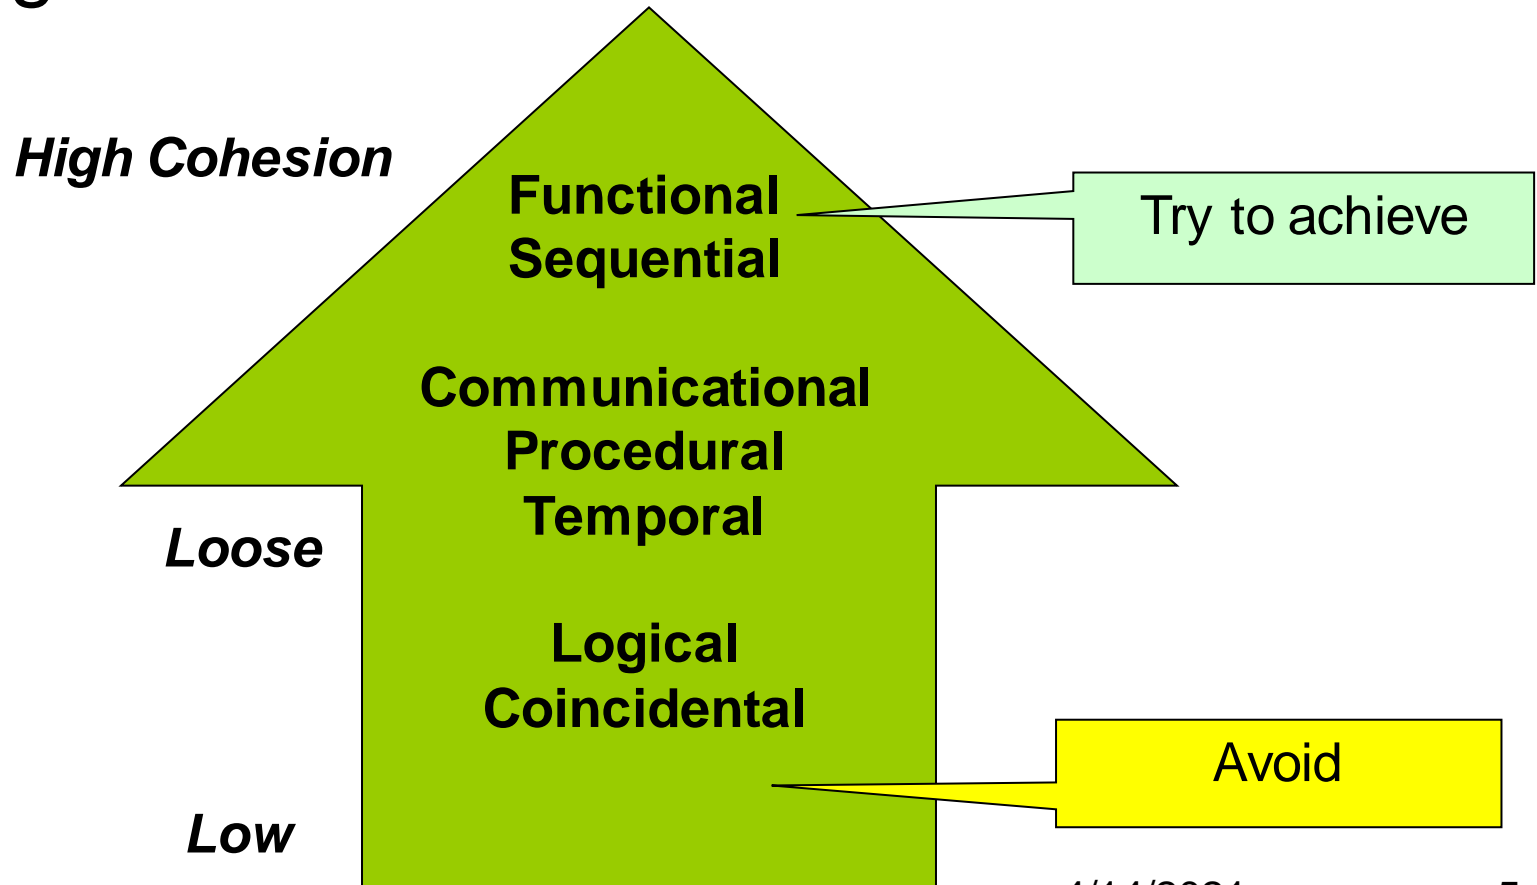 High Cohesion
Functional
Sequential
Try to achieve
Communicational
Procedural
Temporal
Loose
Logical
Coincidental
Avoid
Low